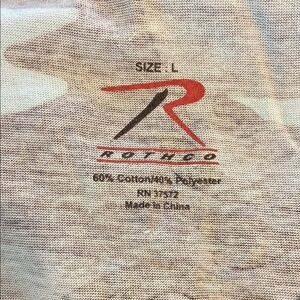 SIZE : L
ROTHCO
60% Cotton/40% Polyester
RN 37572
Made in China